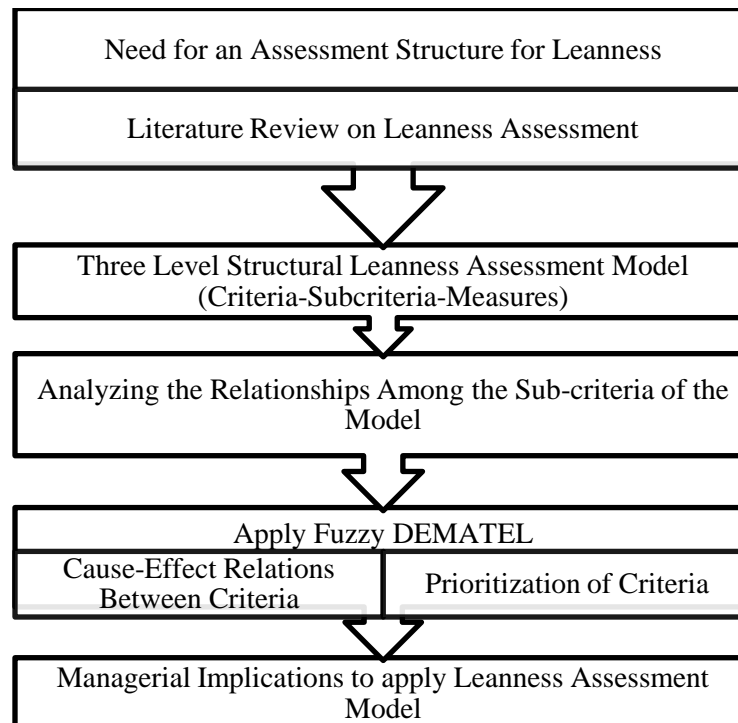 Need for an Assessment Structure for Leanness
Literature Review on Leanness Assessment
Three Level Structural Leanness Assessment Model
(Criteria-Subcriteria-Measures)
Analyzing the Relationships Among the Sub-criteria of the
Model
Apply Fuzzy DEMATEL
Cause-Effect Relations
Between Criteria
Prioritization of Criteria
Managerial Implications to apply Leanness Assessment
Model